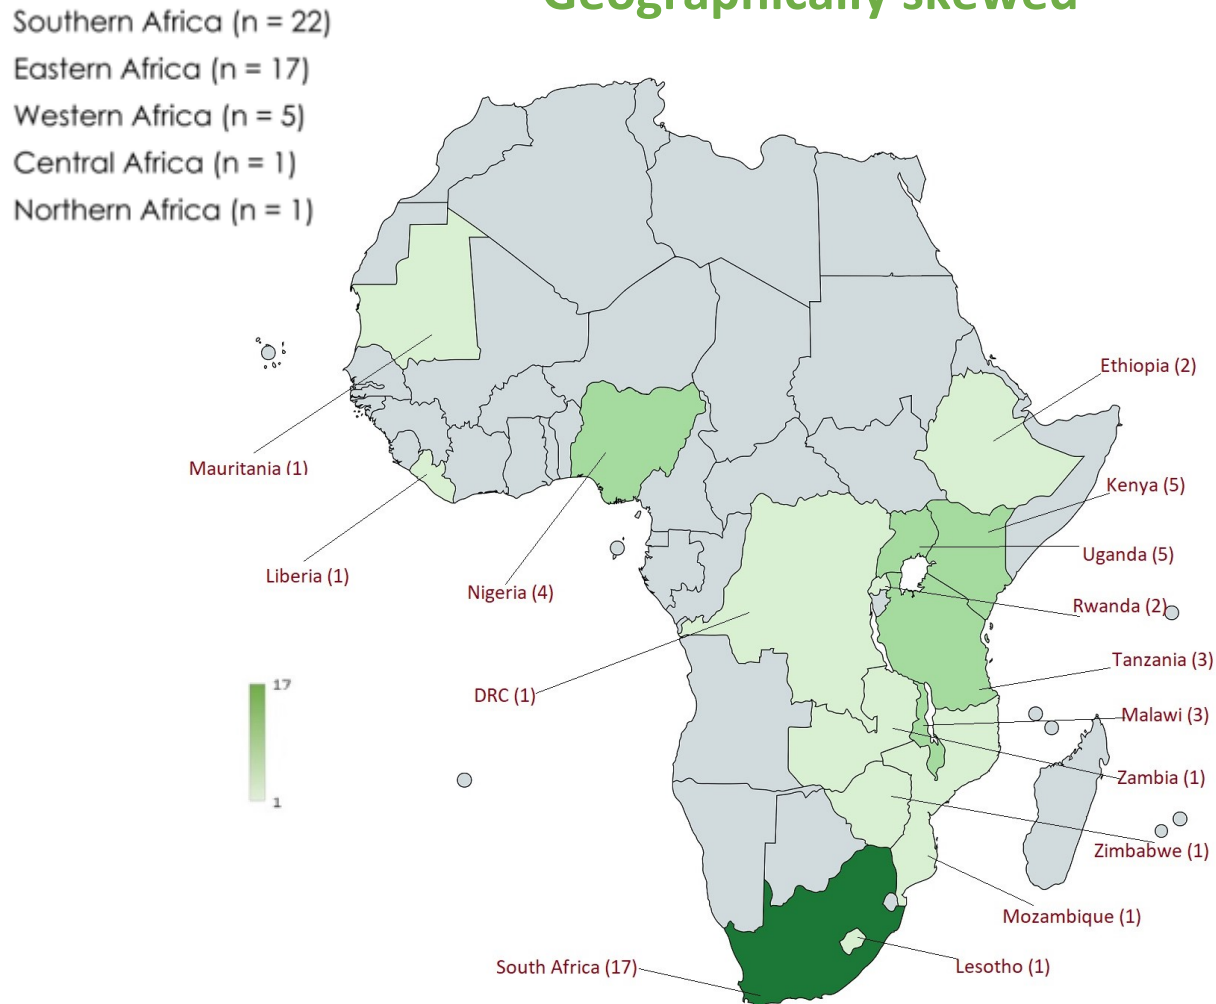 Geographically skewed
Southern Africa (n = 22)
Eastern Africa (n = 17)
Western Africa (n = 5)
Central Africa (n = 1)
Northern Africa (n = 1)
Ethiopia (2)
Mauritania (1)
Kenya (5)
Uganda (5)
Liberia (1)
Nigeria (4)
Rwanda (2)
Tanzania (3)
17
DRC (1)
Malawi (3)
Zambia (1)
1
Zimbabwe (1)
Mozambique (1)
South Africa (17)
Lesotho (1)